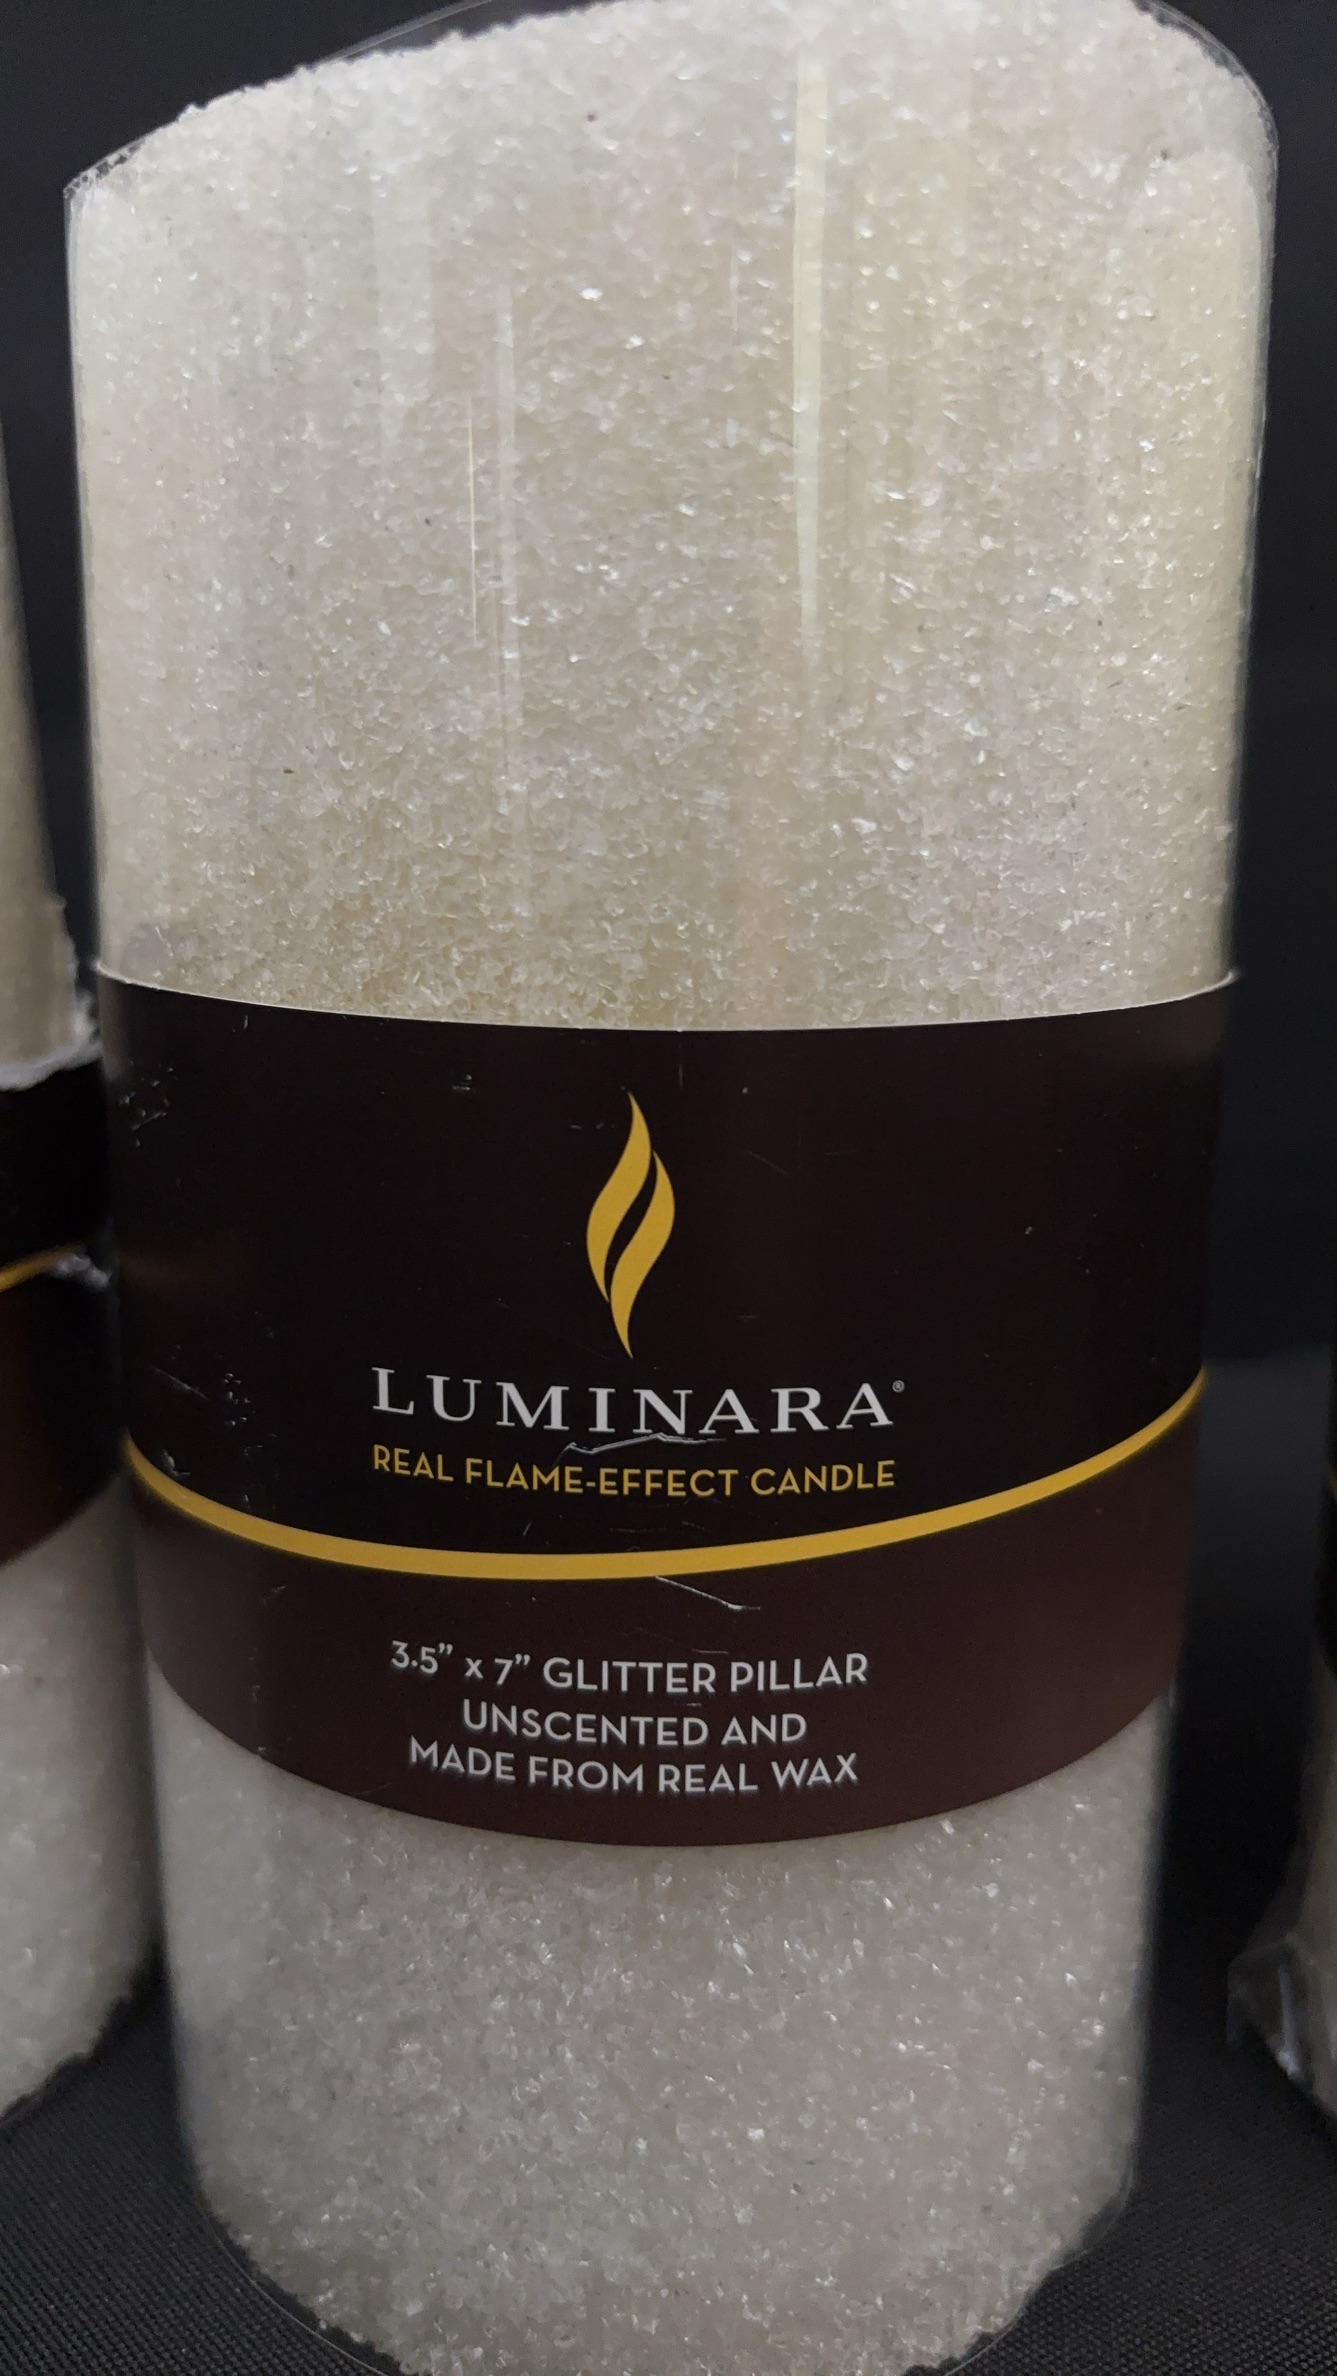 LUMINARA®
REAL FLAME-EFFECT CANDLE
3.5” x 7” GLITTER PILLAR
UNSCENTED AND
MADE FROM REAL WAX